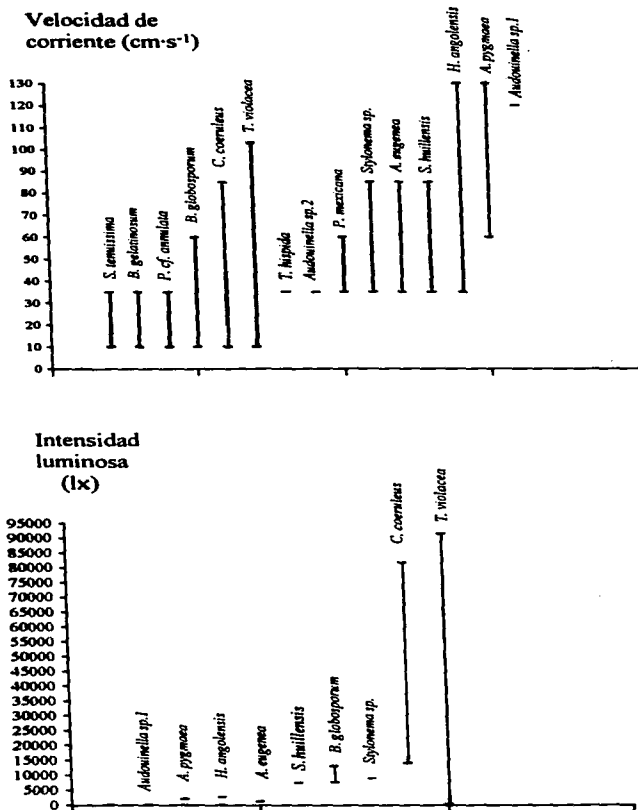 Velocidad de
corriente (cm·s⁻¹)
130
120
110
100
90
80
70
60
50
40
30
20
10
0
S. tenuissima
B. gelatinosum
P. cf. annulata
B. globosporum
C. coeruleus
T. violacea
T. hispida
Audouinella sp.2
P. mexicana
Stylonema sp.
A. eugenea
S. huillensis
H. angolensis
A. pygmaea
Audouinella sp.1
Intensidad
luminosa
(lx)
95000
90000
85000
80000
75000
70000
65000
60000
55000
50000
45000
40000
35000
30000
25000
20000
15000
10000
5000
0
Audouinella sp.1
A. pygmoea
H. angolensis
A. eugenea
S. huillensis
B. globosporum
Stylonema sp.
C. coeruleus
T. violacea